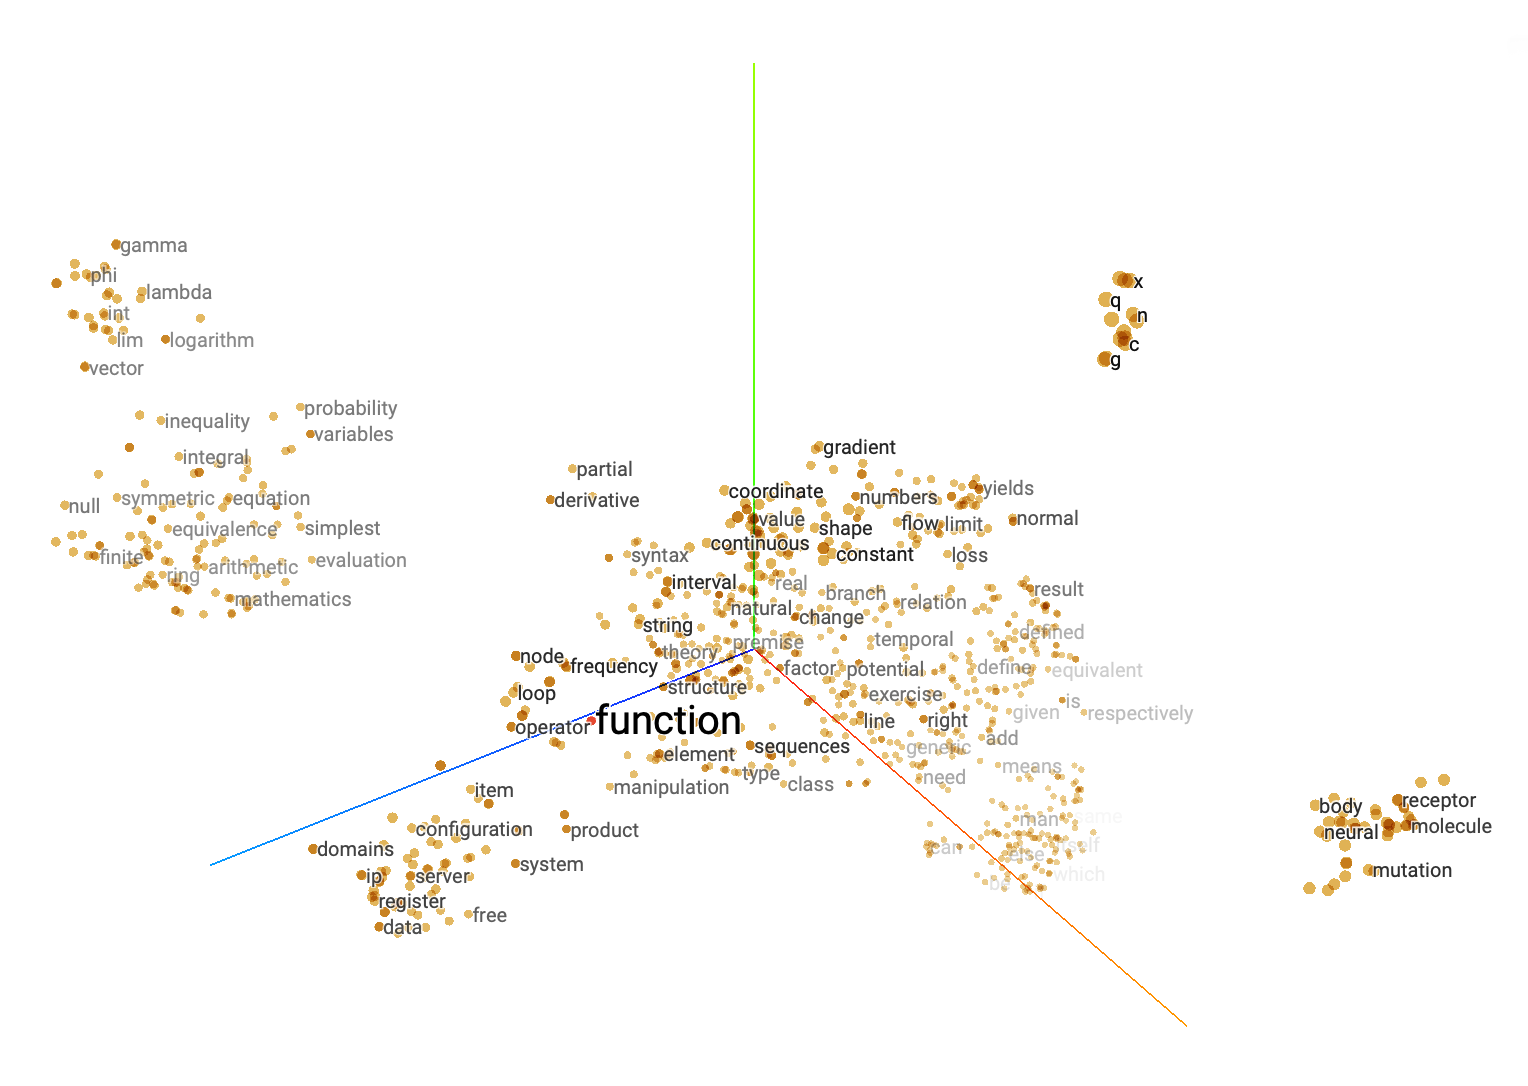 gamma
phi
lambda
int
lim
logarithm
vector
x
q
n
c
g
probability
inequality
variables
gradient
integral
partial
coordinate
yields
null
symmetric
equation
derivative
numbers
value
normal
equivalence
simplest
shape
flow
limit
continuous
finite
evaluation
syntax
constant
loss
ring
arithmetic
interval
real
result
mathematics
branch
relation
natural
change
string
defined
premise
temporal
node
frequency
theory
factor
potential
define
equivalent
loop
structure
exercise
is
operator
function
line
right
given
respectively
sequences
generic
add
element
means
type
need
manipulation
class
item
body
receptor
configuration
product
man
same
neural
molecule
domains
can
else
itself
system
ip
server
be
which
mutation
register
free
data